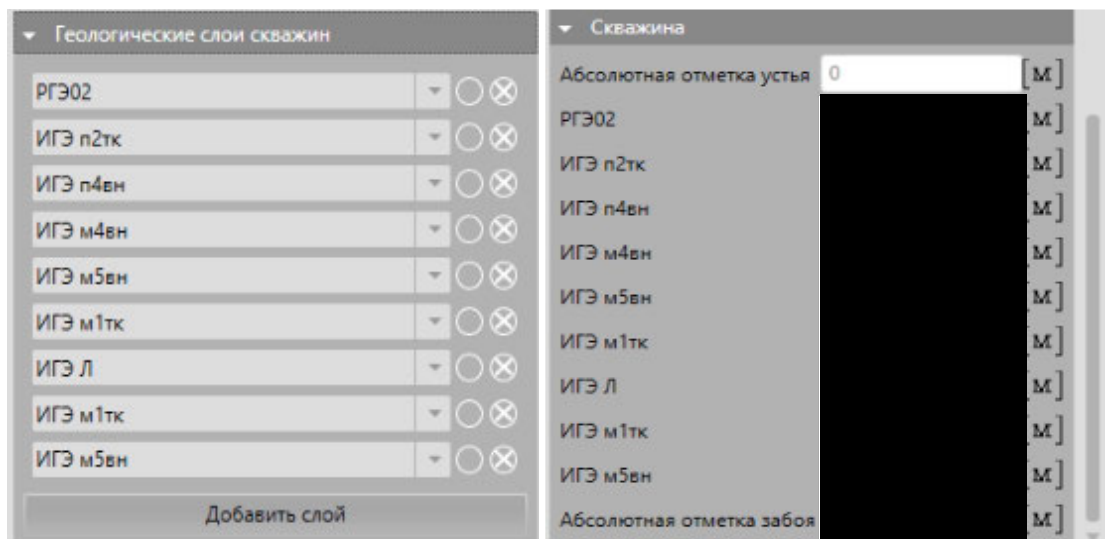 Геологические слои скважин
РГЭ02
ИГЭ п2тк
ИГЭ п4вн
ИГЭ м4вн
ИГЭ м5вн
ИГЭ м1тк
ИГЭ Л
ИГЭ м1тк
ИГЭ м5вн
Добавить слой
Скважина
Абсолютная отметка устья 0 [м]
РГЭ02 м]
ИГЭ п2тк м]
ИГЭ п4вн м]
ИГЭ м4вн м]
ИГЭ м5вн м]
ИГЭ м1тк м]
ИГЭ Л м]
ИГЭ м1тк м]
ИГЭ м5вн м]
Абсолютная отметка забоя м]